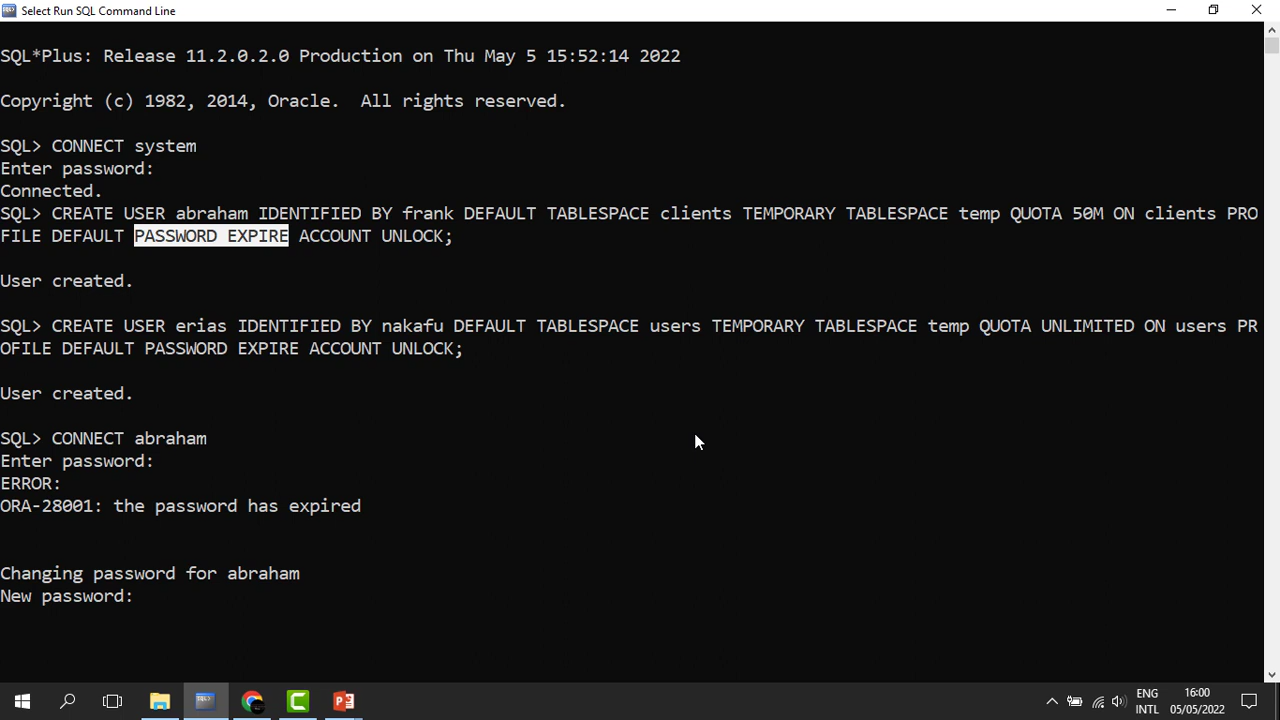 Select Run SQL Command Line
SQL*Plus: Release 11.2.0.2.0 Production on Thu May 5 15:52:14 2022
Copyright (c) 1982, 2014, Oracle.  All rights reserved.
SQL> CONNECT system
Enter password:
Connected.
SQL> CREATE USER abraham IDENTIFIED BY frank DEFAULT TABLESPACE clients TEMPORARY TABLESPACE temp QUOTA 50M ON clients PRO
FILE DEFAULT PASSWORD EXPIRE ACCOUNT UNLOCK;
User created.
SQL> CREATE USER erias IDENTIFIED BY nakafu DEFAULT TABLESPACE users TEMPORARY TABLESPACE temp QUOTA UNLIMITED ON users PR
OFILE DEFAULT PASSWORD EXPIRE ACCOUNT UNLOCK;
User created.
SQL> CONNECT abraham
Enter password:
ERROR:
ORA-28001: the password has expired
Changing password for abraham
New password:
ENG 16:00
INTL 05/05/2022